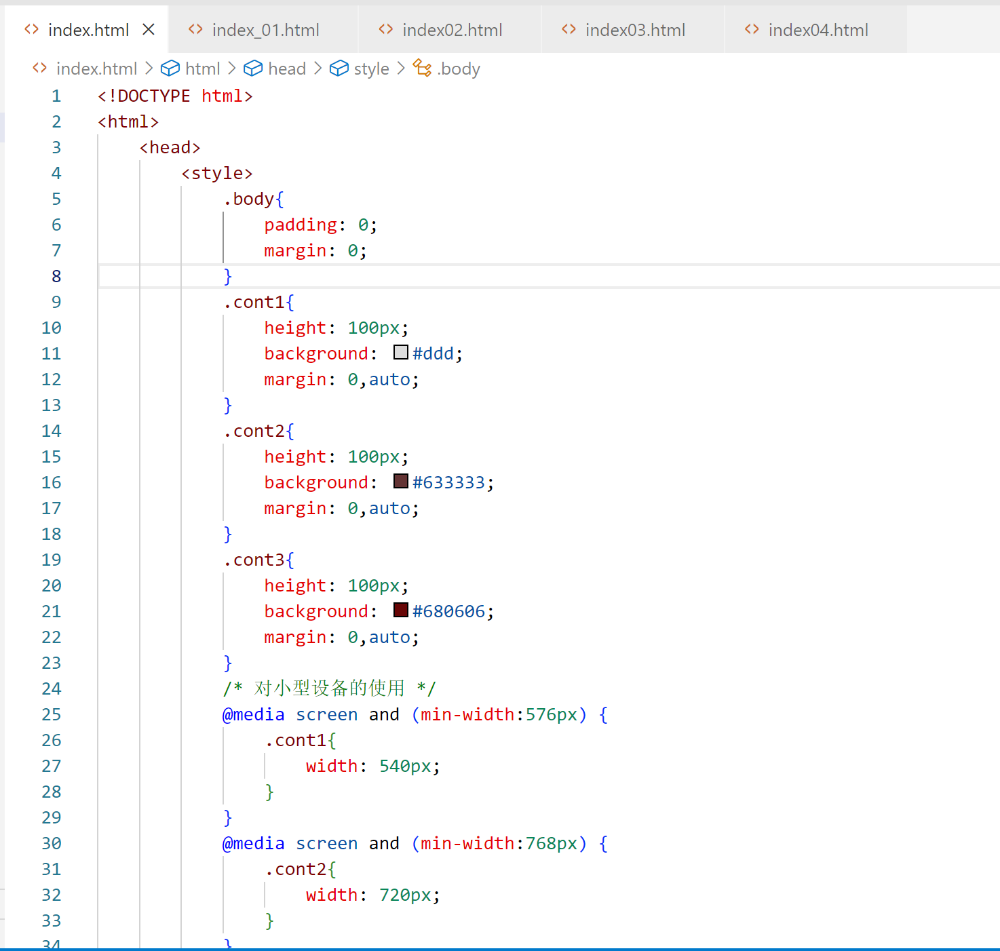 index.html index_01.html index02.html index03.html index04.html
index.html > html > head > style > .body
1 <!DOCTYPE html>
2 <html>
3 <head>
4 <style>
5 .body{
6 padding: 0;
7 margin: 0;
8 }
9 .cont1{
10 height: 100px;
11 background: #ddd;
12 margin: 0,auto;
13 }
14 .cont2{
15 height: 100px;
16 background: #633333;
17 margin: 0,auto;
18 }
19 .cont3{
20 height: 100px;
21 background: #680606;
22 margin: 0,auto;
23 }
24 /* 对小型设备的使用 */
25 @media screen and (min-width:576px) {
26 .cont1{
27 width: 540px;
28 }
29 }
30 @media screen and (min-width:768px) {
31 .cont2{
32 width: 720px;
33 }
34 }